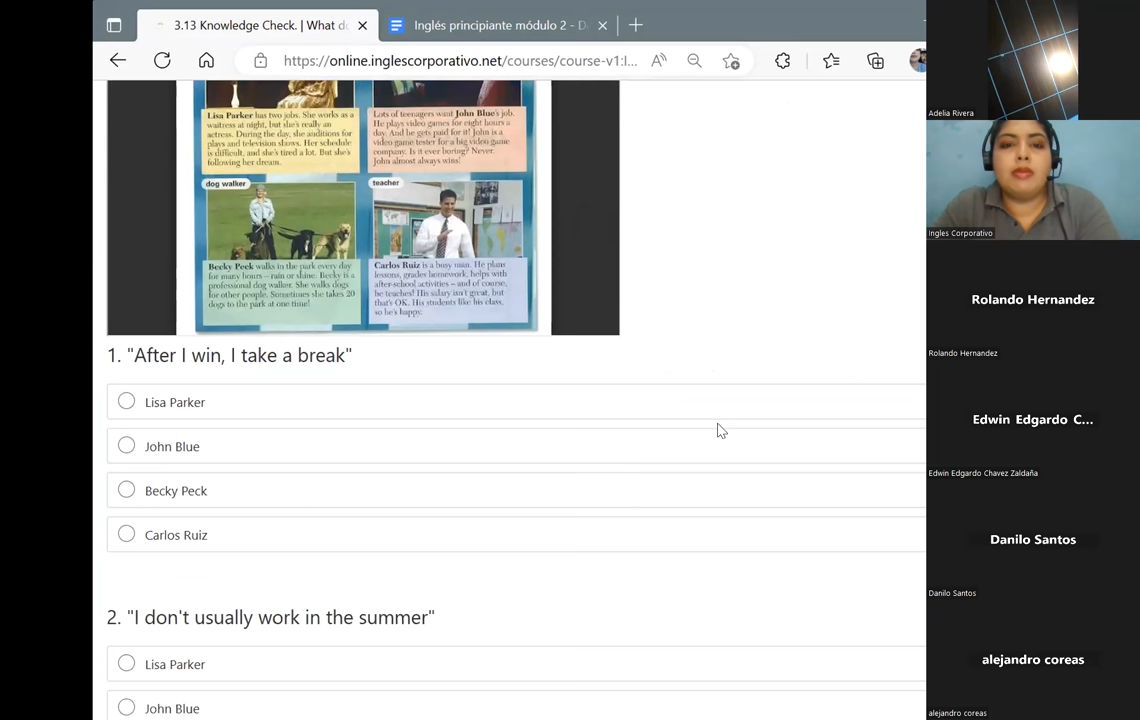 3.13 Knowledge Check. | What d
Inglés principiante módulo 2 - D
https://online.inglescorporativo.net/courses/course-v1:I...
Lisa Parker has two jobs. She works as a
waitress at night, but she's really an
actress. During the day, she auditions for
plays and television shows. Her schedule
is difficult, and she's tired a lot. But she's
following her dream.
Lots of teenagers want John Blue's job.
He plays video games for eight hours a
day. And he gets paid for it! John is a
video game tester for a big video game
company. Is it ever boring? Never.
John almost always wins!
dog walker
teacher
Becky Peck walks in the park every day
for many hours – rain or shine. Becky is a
professional dog walker. She walks dogs
for other people. Sometimes she takes 20
dogs to the park at one time!
Carlos Ruiz is a busy man. He plans
lessons, grades homework, helps with
after-school activities – and of course,
he teaches! His salary isn't great, but
that's OK. His students like his class,
so he's happy.
1. "After I win, I take a break"
Lisa Parker
John Blue
Becky Peck
Carlos Ruiz
2. "I don't usually work in the summer"
Lisa Parker
John Blue
Adelia Rivera
Ingles Corporativo
Rolando Hernandez
Rolando Hernandez
Edwin Edgardo C...
Edwin Edgardo Chavez Zaldaña
Danilo Santos
Danilo Santos
alejandro coreas
alejandro coreas